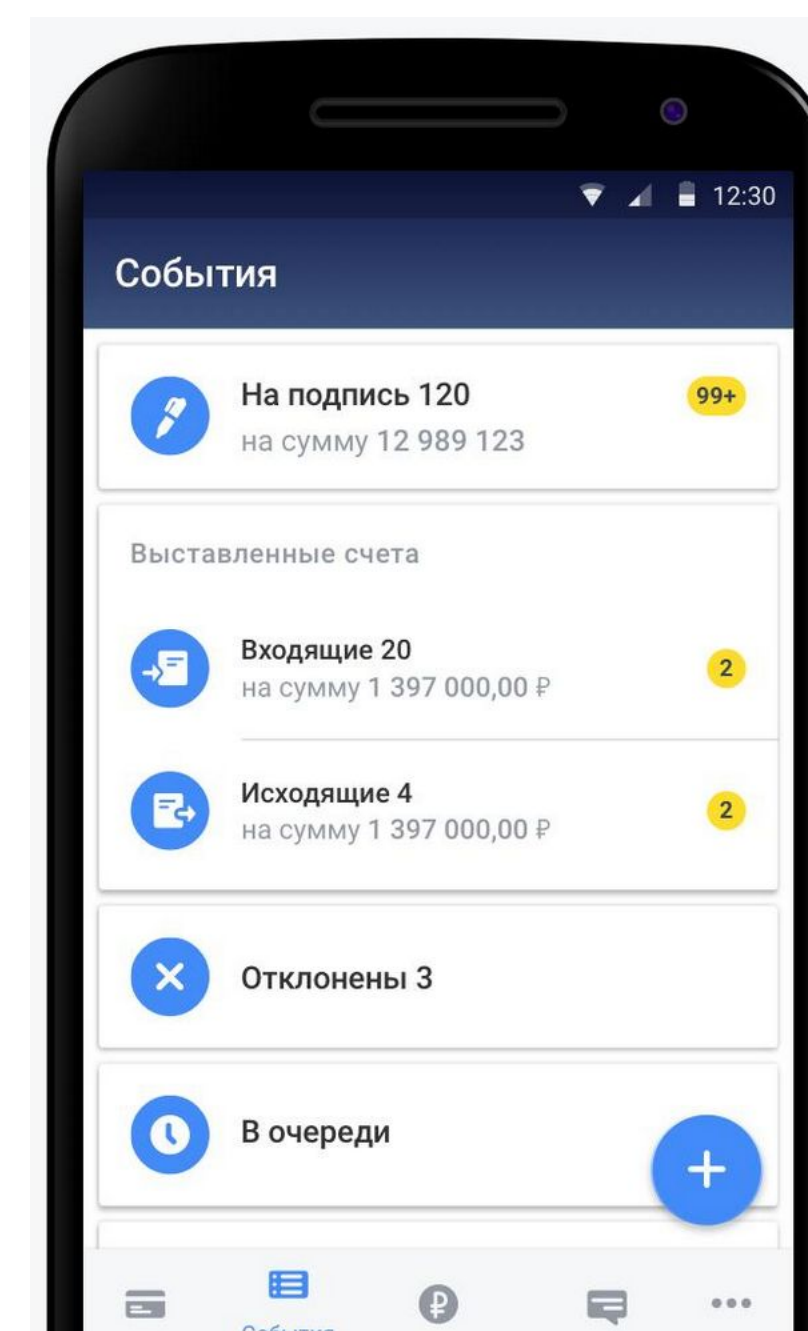 12:30
События
На подпись 120
99+
на сумму 12 989 123
Выставленные счета
Входящие 20
на сумму 1 397 000,00 ₽
2
Исходящие 4
на сумму 1 397 000,00 ₽
2
Отклонены 3
В очереди
События